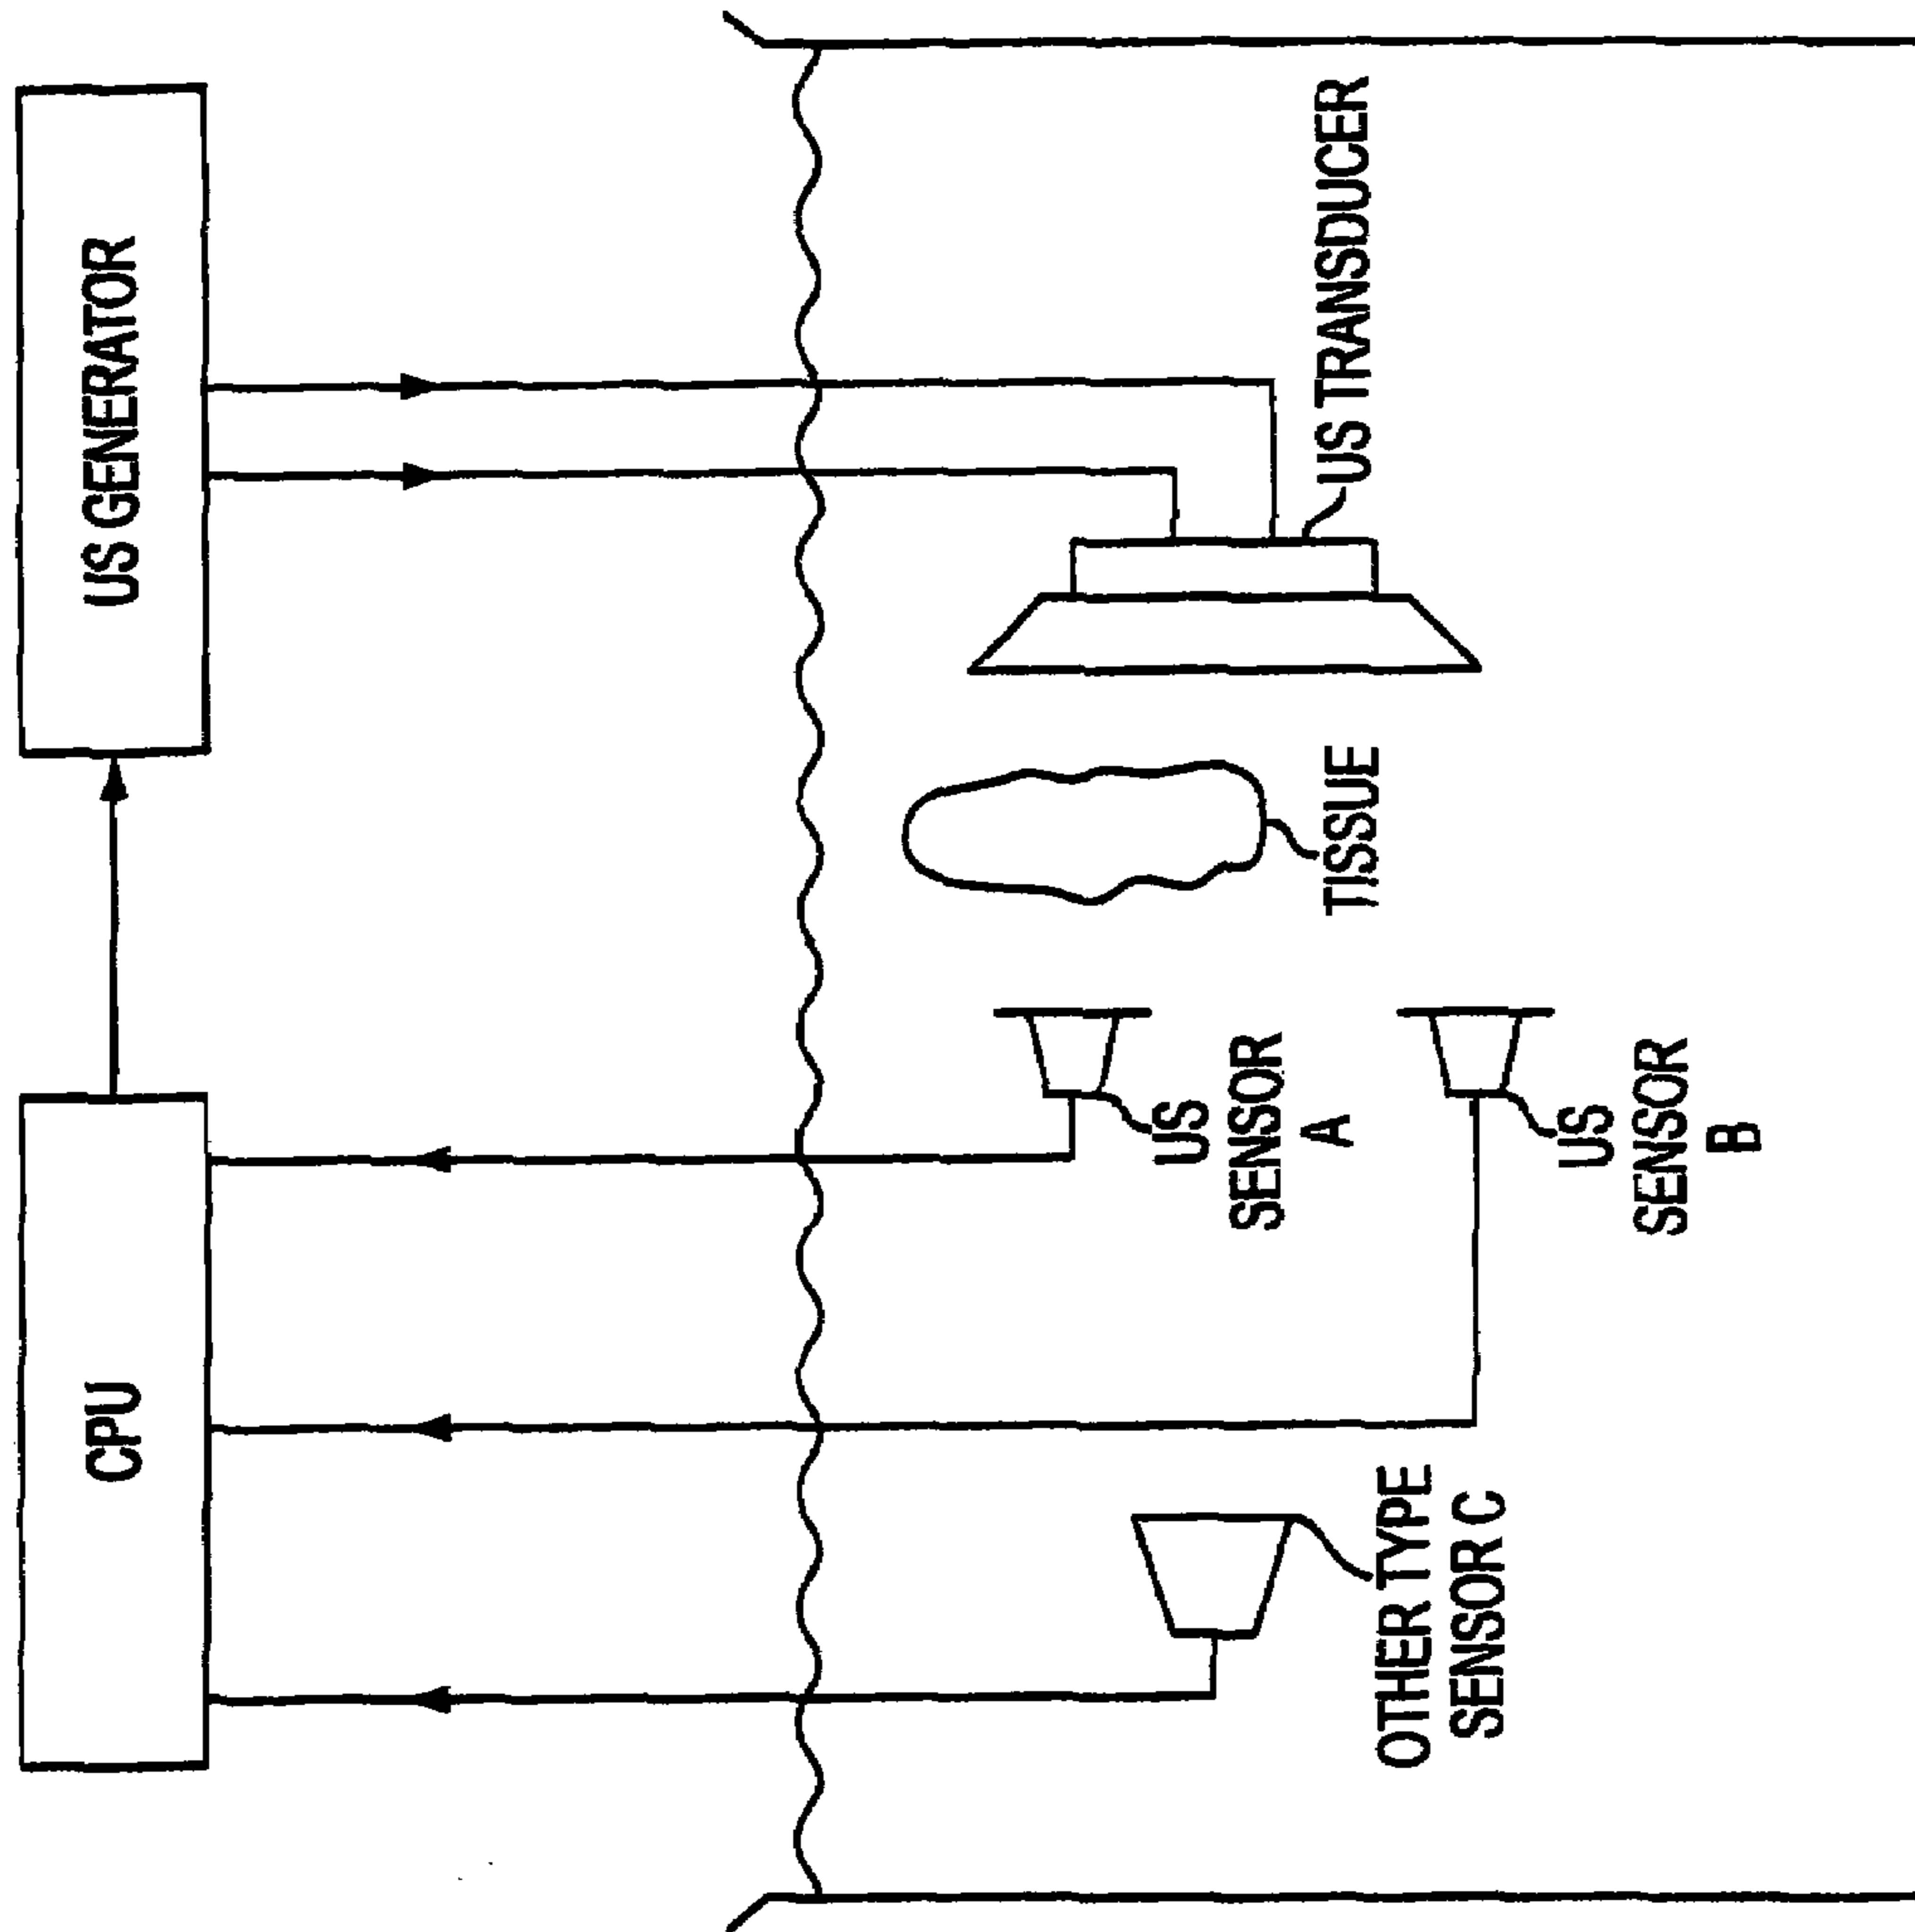 CPU
US GENERATOR
OTHER TYPE
SENSOR C
US
SENSOR
A
US
SENSOR
B
TISSUE
US TRANSDUCER